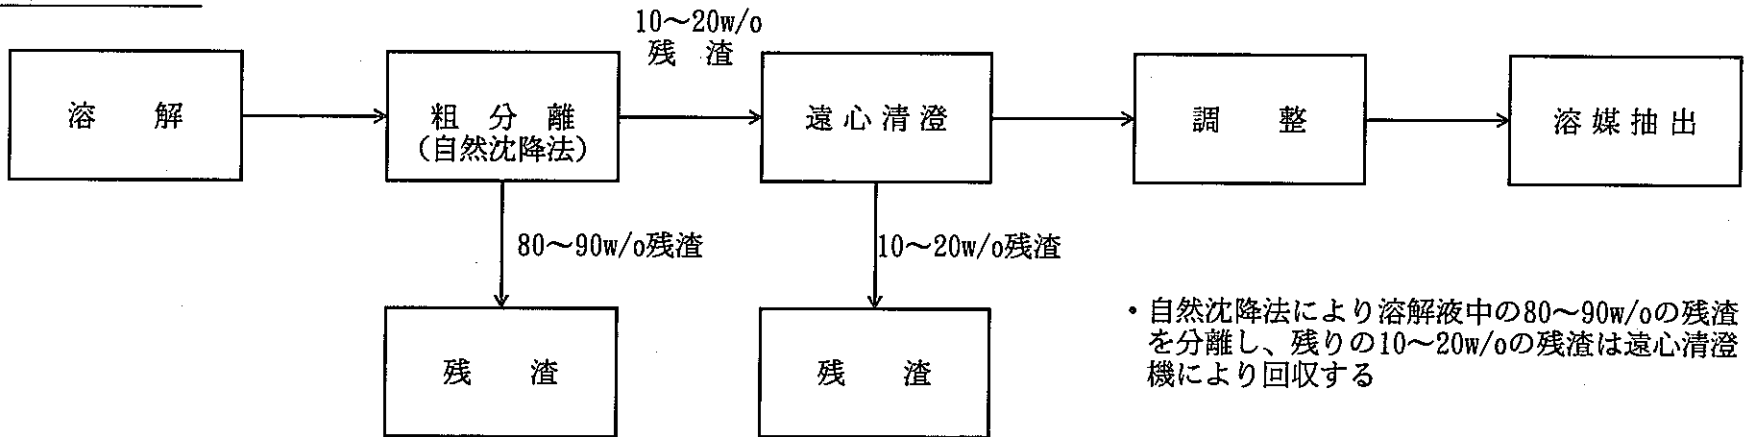 10～20w/o
残　渣
溶　解
粗 分 離
(自然沈降法)
遠心清澄
調　整
溶媒抽出
80～90w/o残渣
10～20w/o残渣
残　渣
残　渣
・自然沈降法により溶解液中の80～90w/oの残渣
を分離し、残りの10～20w/oの残渣は遠心清澄
機により回収する